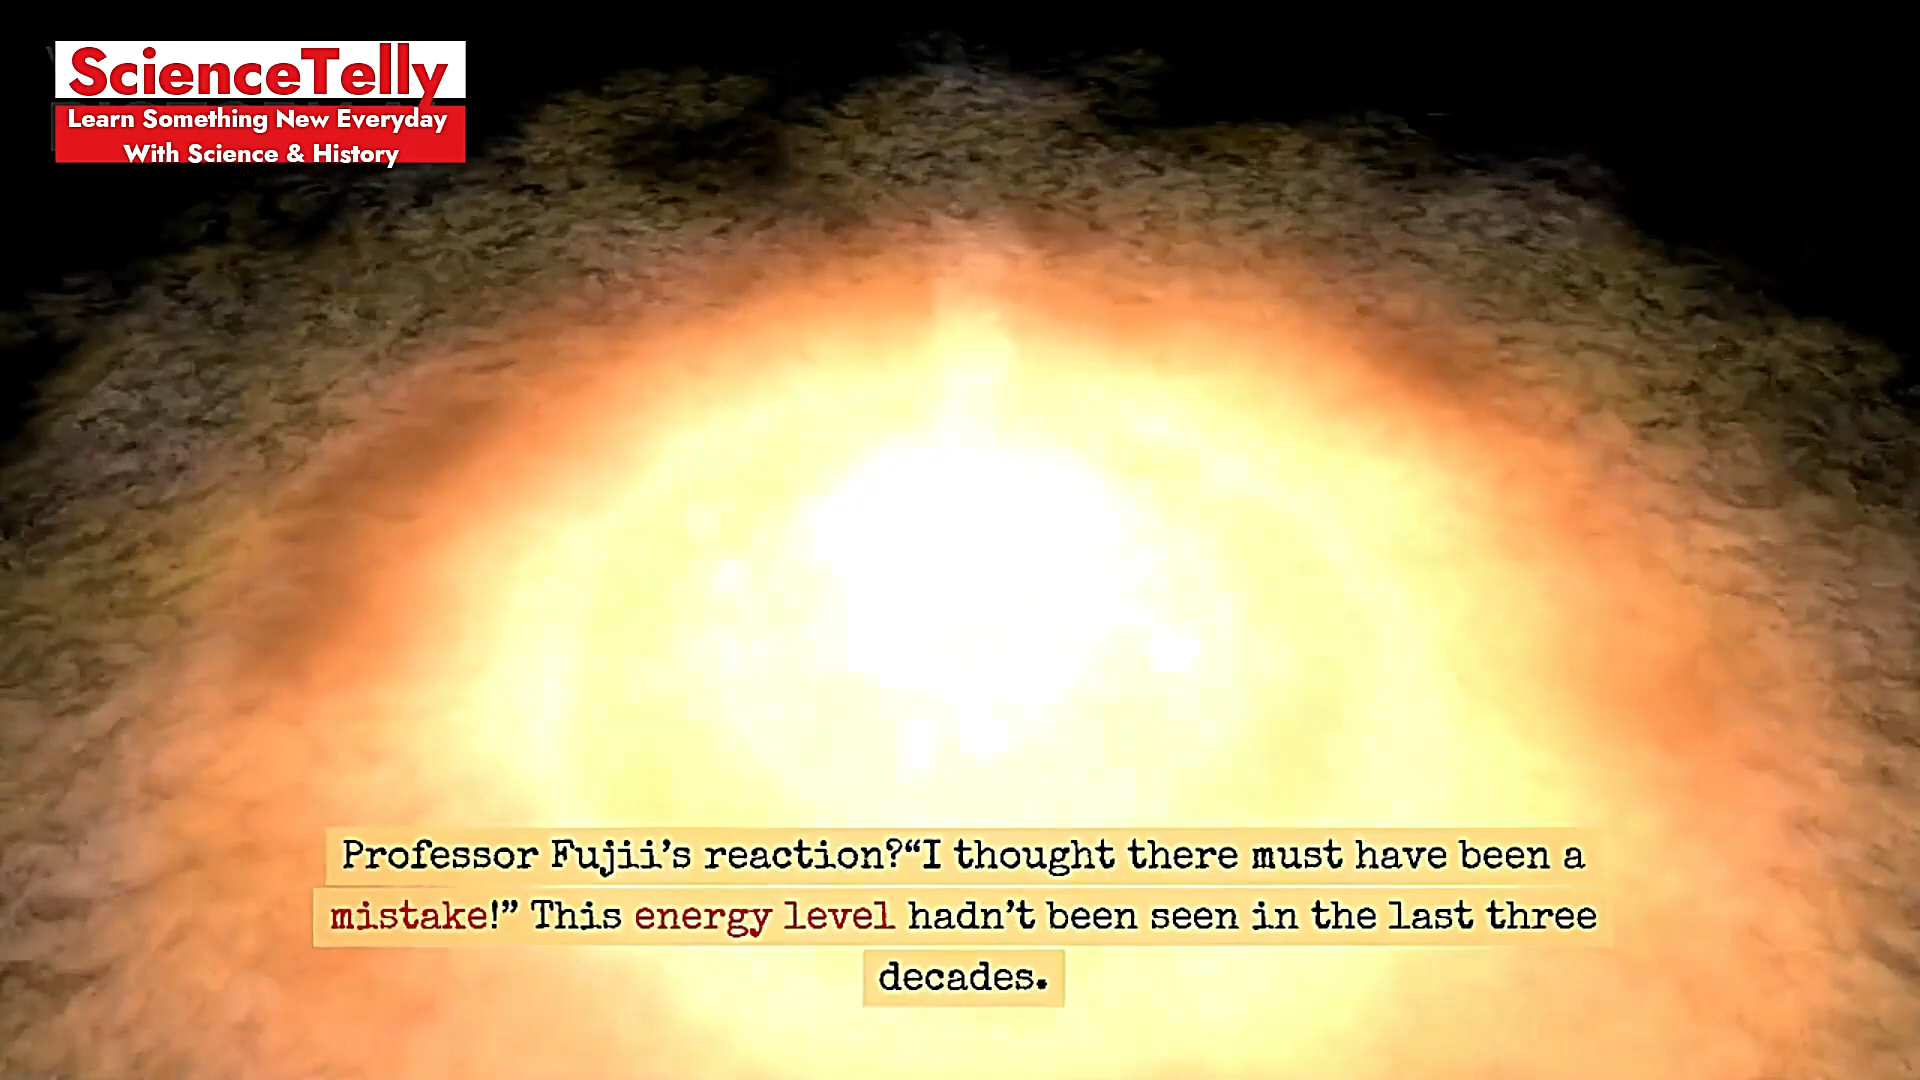 ScienceTelly
Learn Something New Everyday
With Science & History
Professor Fujii’s reaction?“I thought there must have been a
mistake!” This energy level hadn’t been seen in the last three
decades.